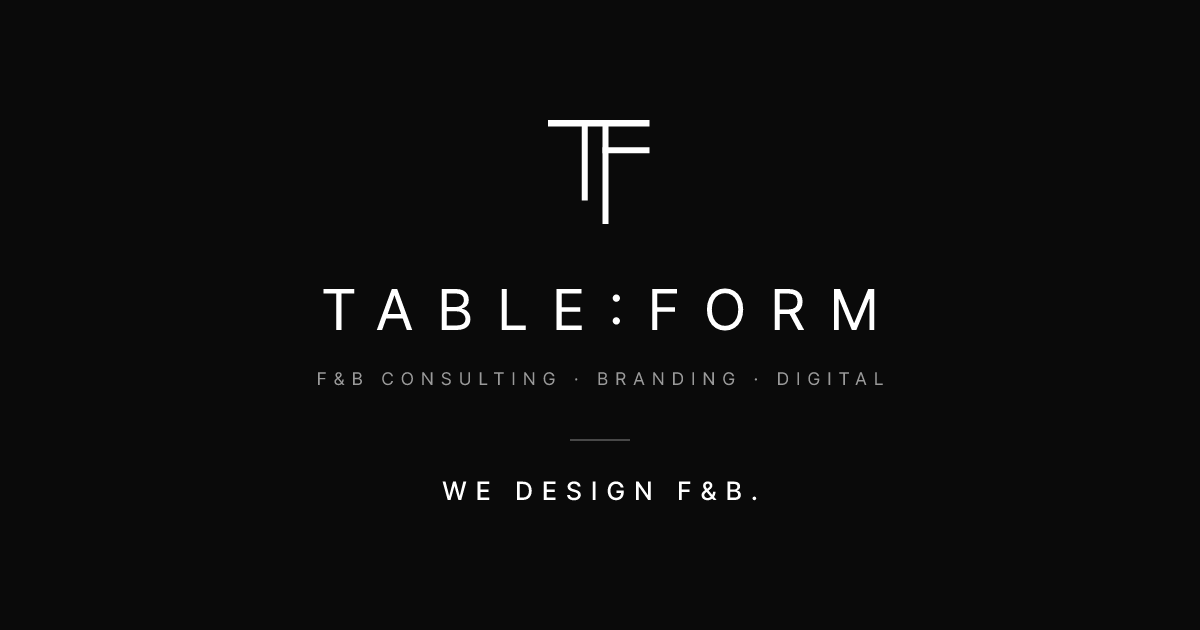 TF
TABLE:FORM
F&B CONSULTING · BRANDING · DIGITAL
WE DESIGN F&B.